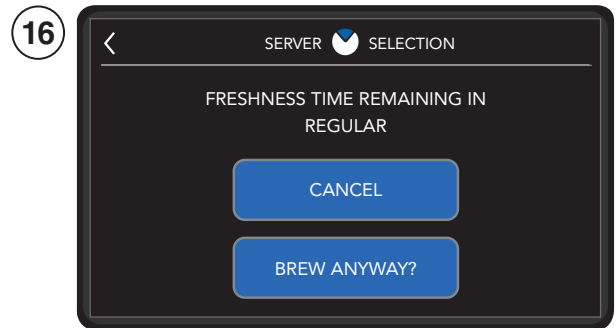 16
SERVER SELECTION
FRESHNESS TIME REMAINING IN
REGULAR
CANCEL
BREW ANYWAY?